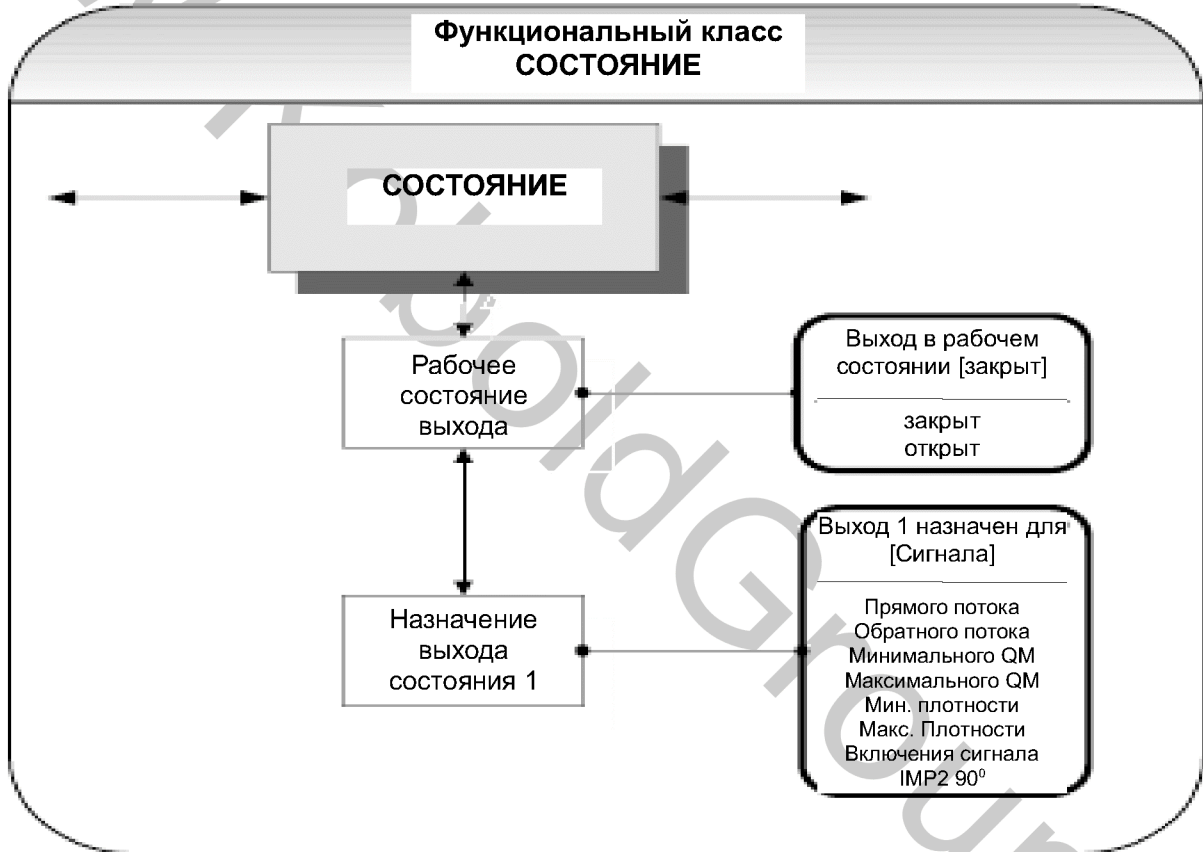 Функциональный класс
СОСТОЯНИЕ
СОСТОЯНИЕ
Рабочее
состояние
выхода
Выход в рабочем
состоянии [закрыт]
закрыт
открыт
Назначение
выхода
состояния 1
Выход 1 назначен для
[Сигнала]
Прямого потока
Обратного потока
Минимального QM
Максимального QM
Мин. плотности
Макс. Плотности
Включения сигнала
IMP2 90⁰